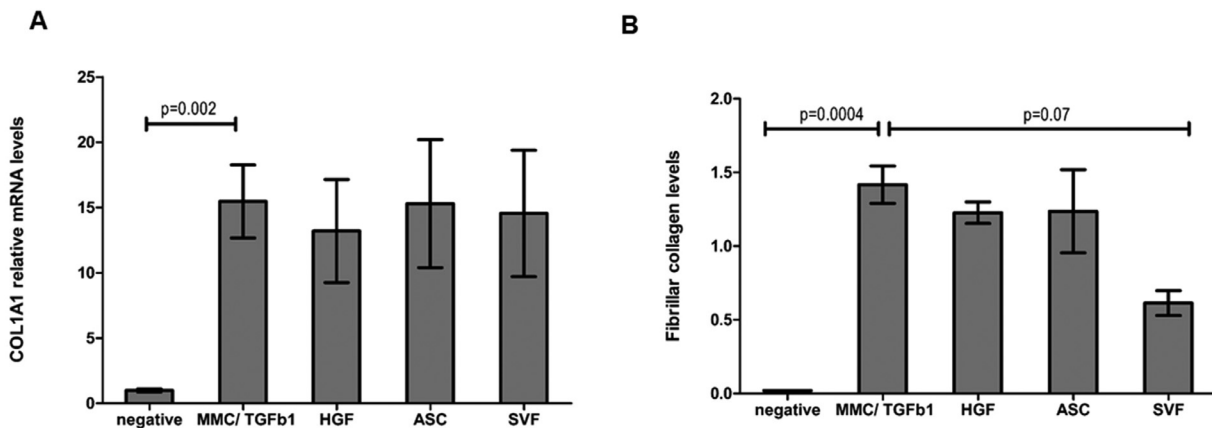 A
COL1A1 relative mRNA levels
25
20
15
10
5
0
p=0.002
negative MMC/ TGFb1 HGF ASC SVF
B
Fibrillar collagen levels
2.0
1.5
1.0
0.5
0.0
p=0.0004 p=0.07
negative MMC/ TGFb1 HGF ASC SVF